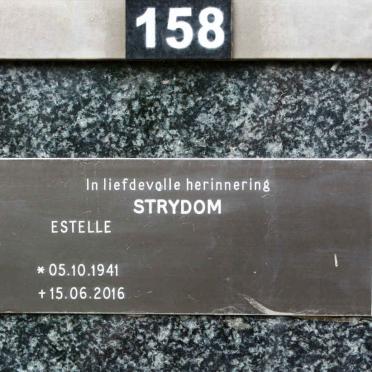 158
In liefdevolle herinnering
STRYDOM
ESTELLE
* 05.10.1941
+ 15.06.2016